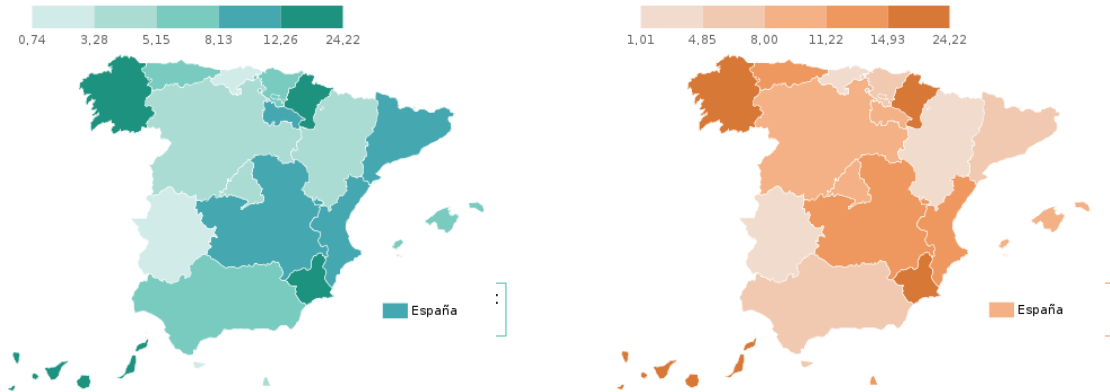 0,74 3,28 5,15 8,13 12,26 24,22
1,01 4,85 8,00 11,22 14,93 24,22
España :
España